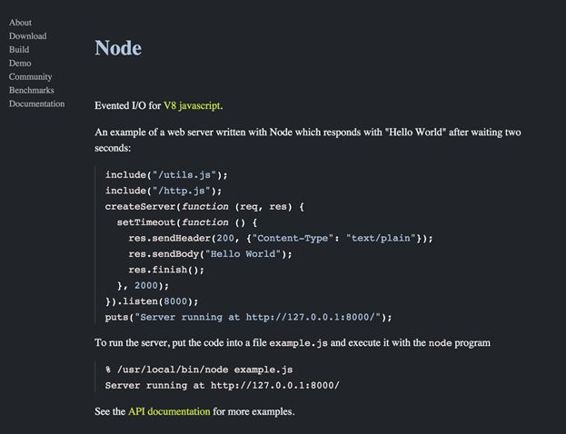 About
Download
Build
Demo
Community
Benchmarks
Documentation
Node
Evented I/O for V8 javascript.
An example of a web server written with Node which responds with "Hello World" after waiting two
seconds:
include("/utils.js");
include("/http.js");
createServer(function (req, res) {
  setTimeout(function () {
    res.sendHeader(200, {"Content-Type": "text/plain"});
    res.sendBody("Hello World");
    res.finish();
  }, 2000);
}).listen(8000);
puts("Server running at http://127.0.0.1:8000/");
To run the server, put the code into a file example.js and execute it with the node program
% /usr/local/bin/node example.js
Server running at http://127.0.0.1:8000/
See the API documentation for more examples.